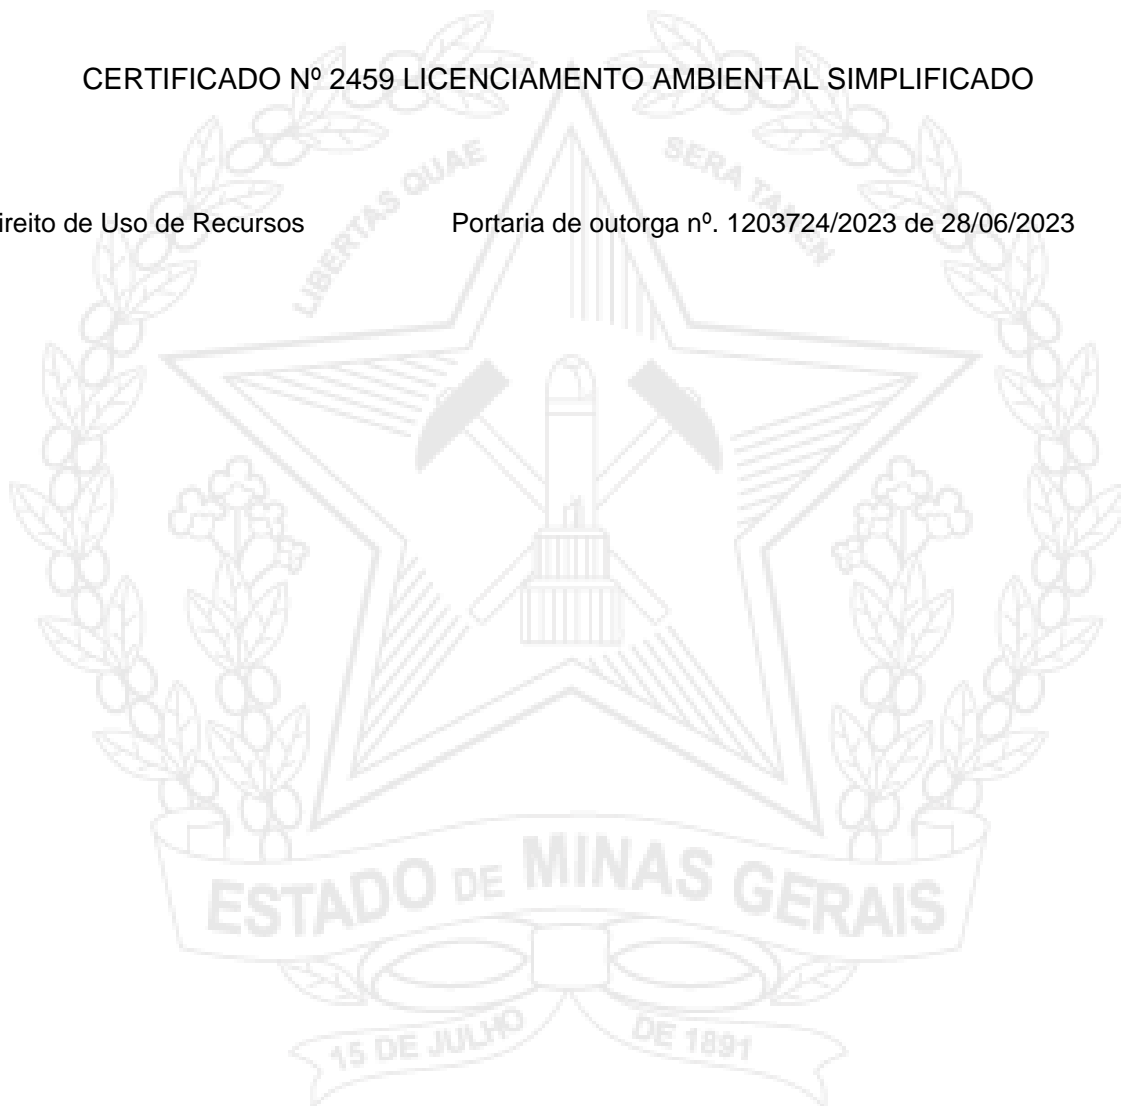 CERTIFICADO Nº 2459 LICENCIAMENTO AMBIENTAL SIMPLIFICADO
LIBERTAS QUAE SERA TAMEN
ireito de Uso de Recursos Portaria de outorga nº. 1203724/2023 de 28/06/2023
ESTADO DE MINAS GERAIS
15 DE JULHO DE 1891